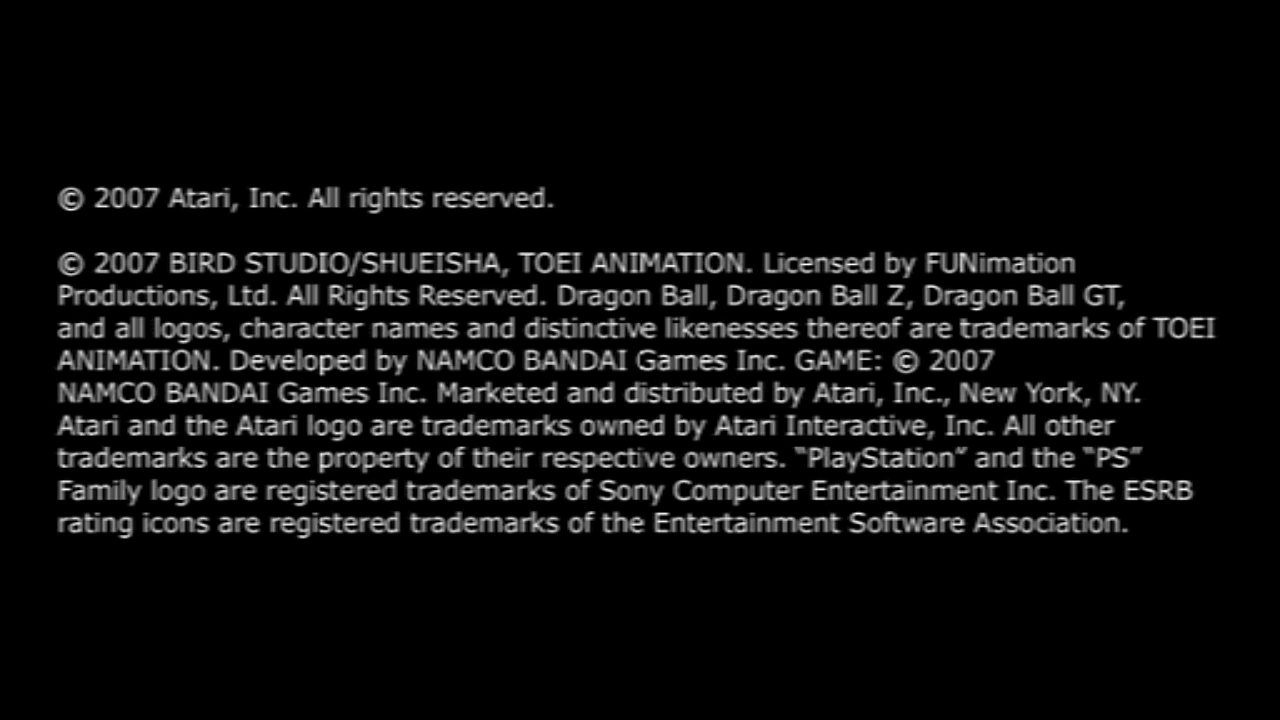 © 2007 Atari, Inc. All rights reserved.
© 2007 BIRD STUDIO/SHUEISHA, TOEI ANIMATION. Licensed by FUNimation
Productions, Ltd. All Rights Reserved. Dragon Ball, Dragon Ball Z, Dragon Ball GT,
and all logos, character names and distinctive likenesses thereof are trademarks of TOEI
ANIMATION. Developed by NAMCO BANDAI Games Inc. GAME: © 2007
NAMCO BANDAI Games Inc. Marketed and distributed by Atari, Inc., New York, NY.
Atari and the Atari logo are trademarks owned by Atari Interactive, Inc. All other
trademarks are the property of their respective owners. “PlayStation” and the “PS”
Family logo are registered trademarks of Sony Computer Entertainment Inc. The ESRB
rating icons are registered trademarks of the Entertainment Software Association.